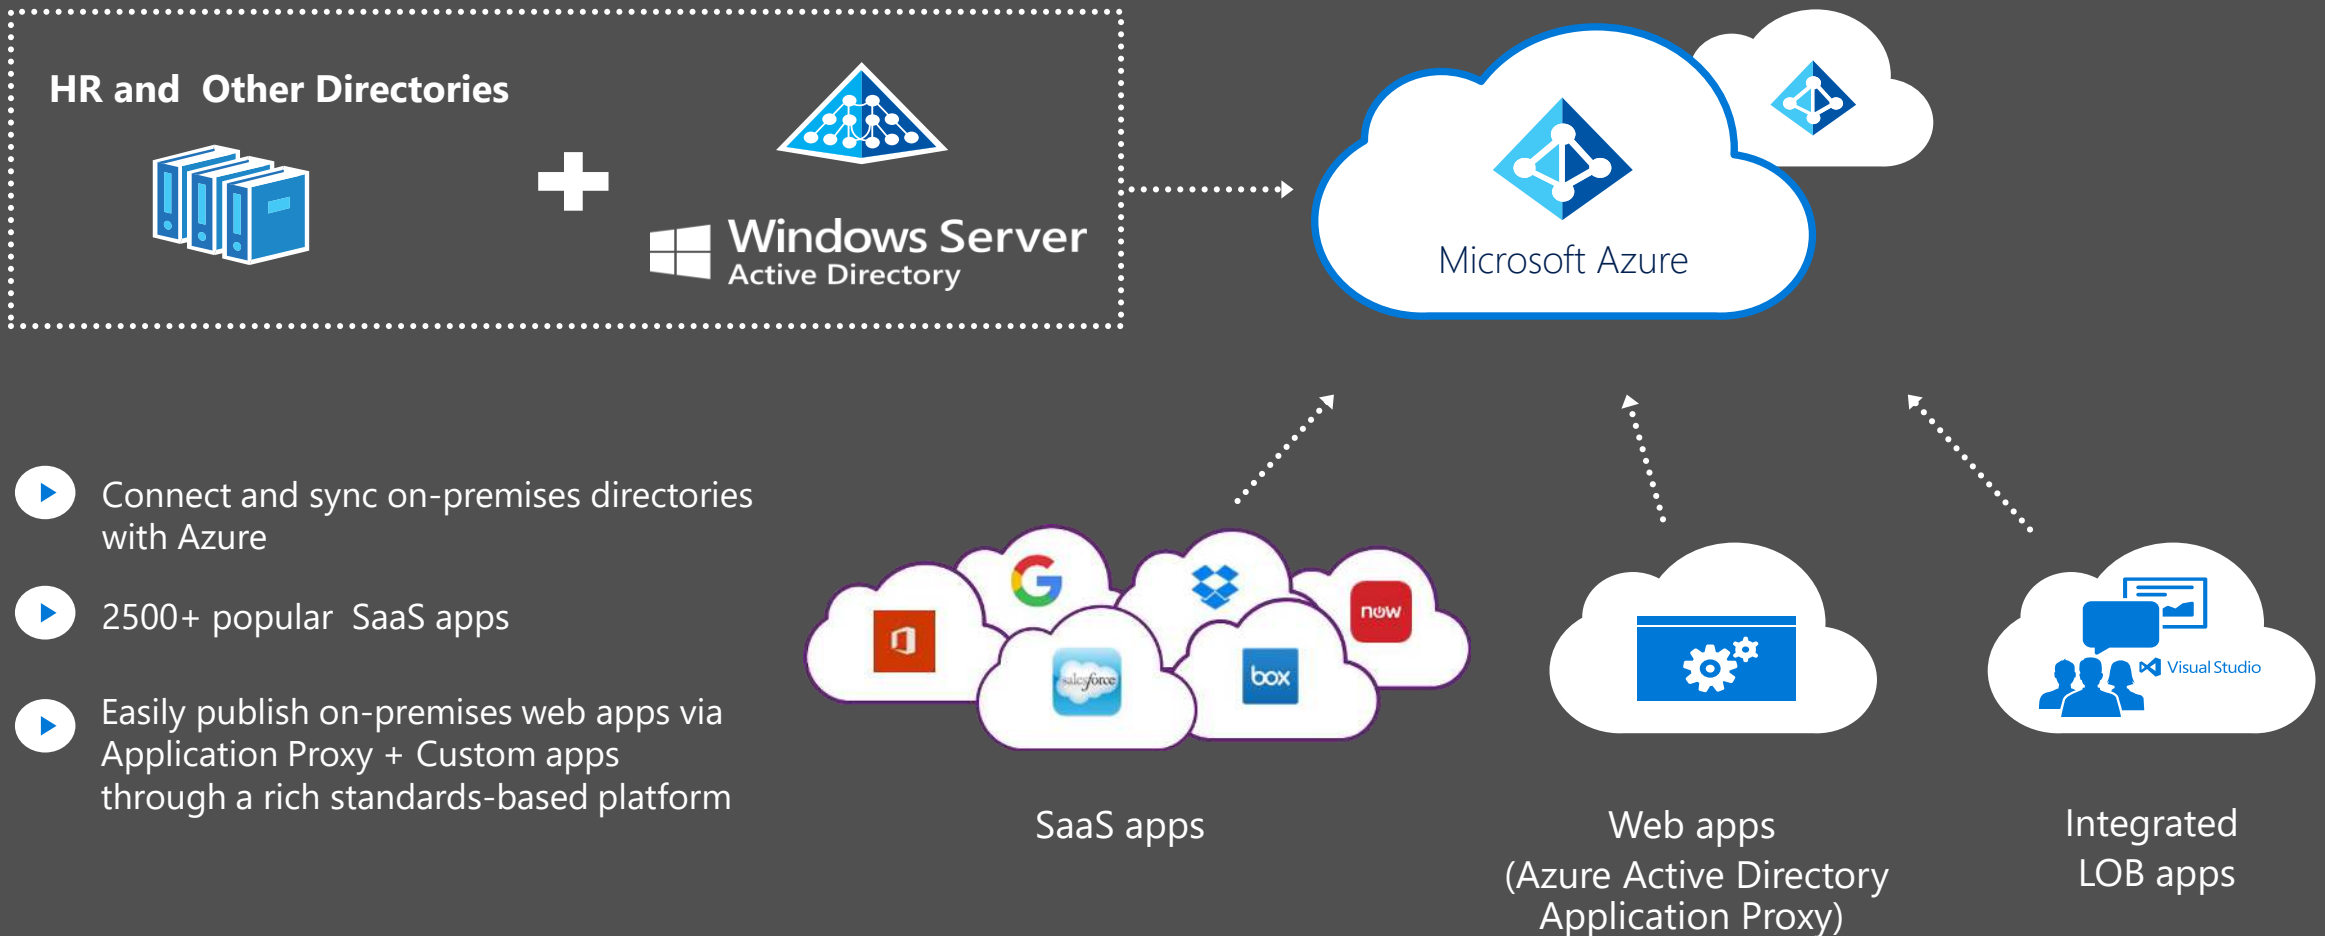 HR and Other Directories
Windows Server
Active Directory
Microsoft Azure
Connect and sync on-premises directories
with Azure
2500+ popular SaaS apps
Easily publish on-premises web apps via
Application Proxy + Custom apps
through a rich standards-based platform
G
now
salesforce
box
SaaS apps
Web apps
(Azure Active Directory
Application Proxy)
Visual Studio
Integrated
LOB apps